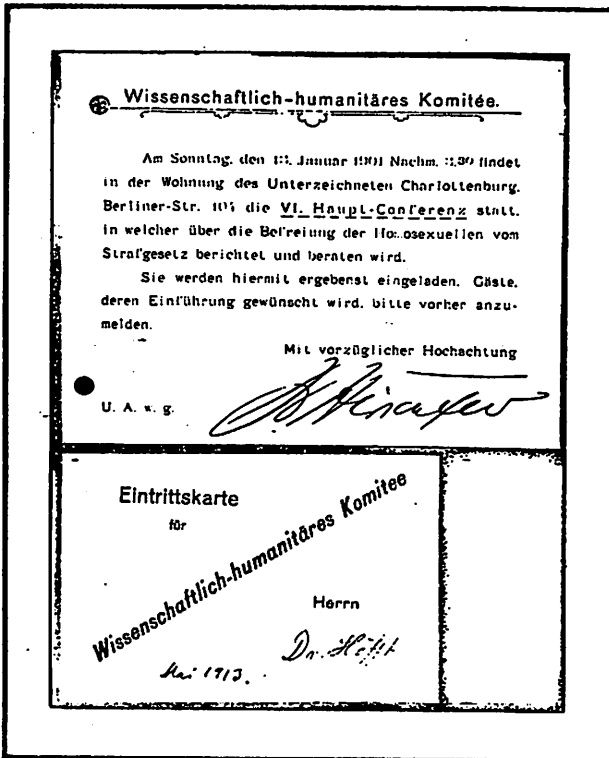 Wissenschaftlich-humanitäres Komitée.
Am Sonntag, den 13. Januar 1901 Nachm. 3,30 findet
in der Wohnung des Unterzeichneten Charlottenburg,
Berliner-Str. 104 die VI. Haupt-Conferenz statt,
in welcher über die Befreiung der Homosexuellen vom
Strafgesetz berichtet und beraten wird.
Sie werden hiermit ergebenst eingeladen. Gäste,
deren Einführung gewünscht wird, bitte vorher anzu-
melden.
Mit vorzüglicher Hochachtung
U. A. w. g.
Eintrittskarte
für
Wissenschaftlich-humanitäres Komitee
Herrn
Dr.
Mai 1913.